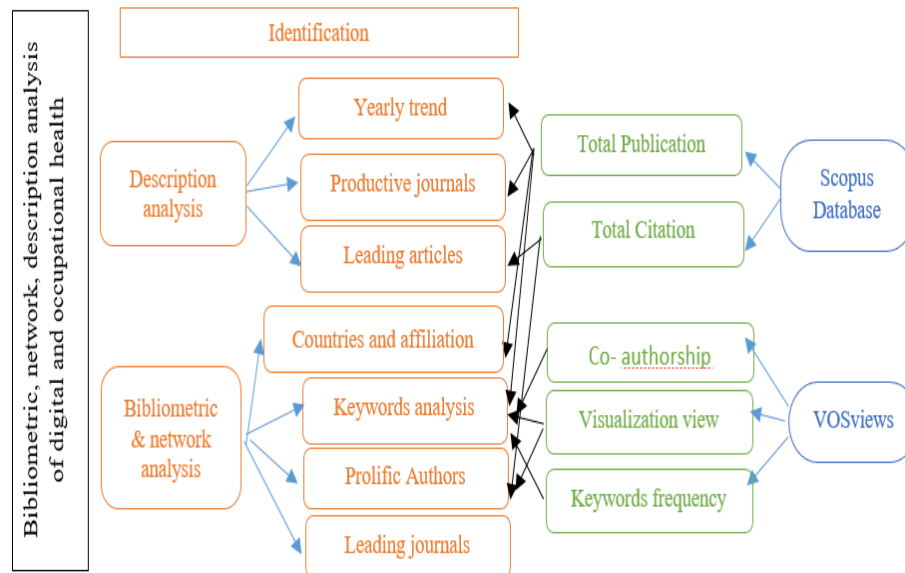 Bibliometric, network, description analysis
of digital and occupational health
Identification
Description
analysis
Yearly trend
Productive journals
Leading articles
Total Publication
Total Citation
Scopus
Database
Bibliometric
& network
analysis
Countries and affiliation
Keywords analysis
Prolific Authors
Leading journals
Co- authorship
Visualization view
Keywords frequency
VOSviews